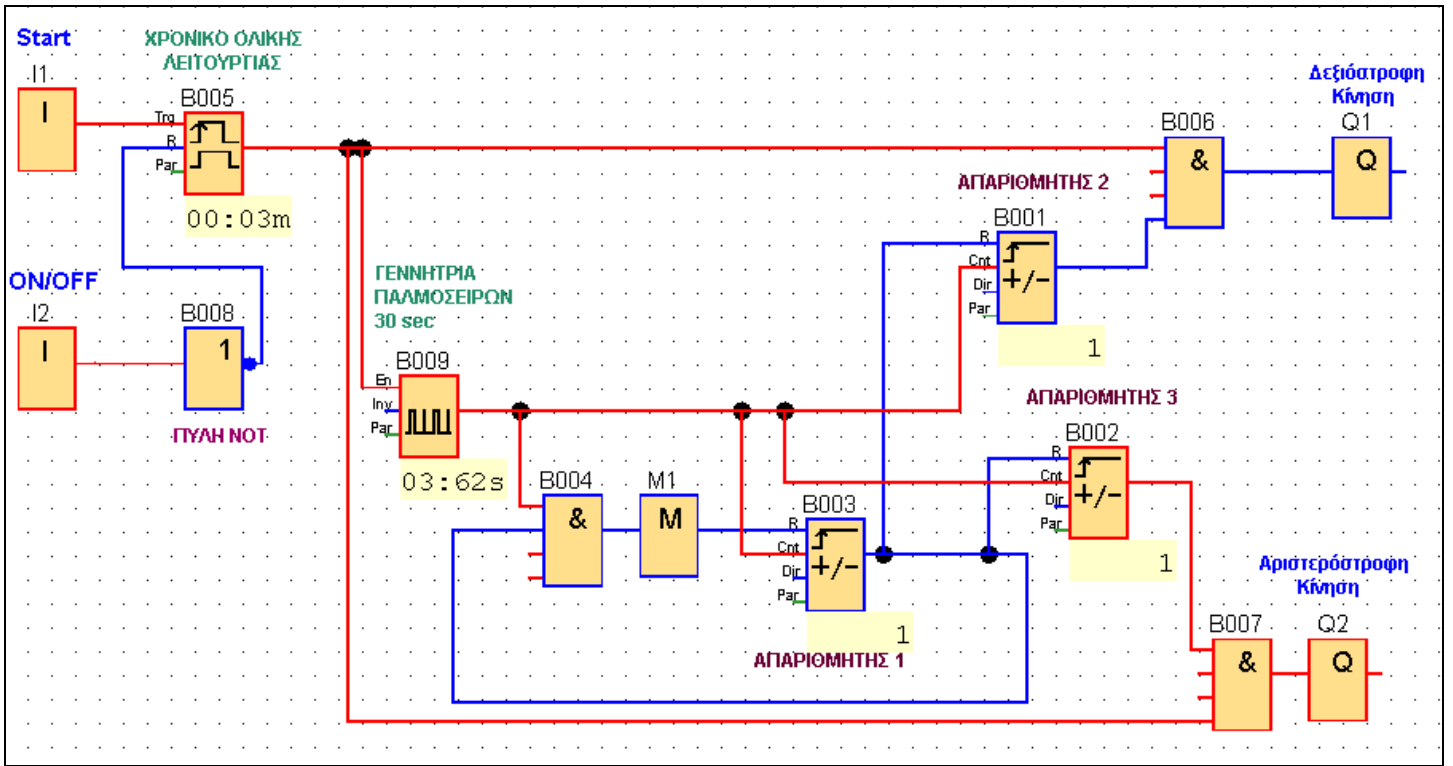 Start
ΧΡΟΝΙΚΟ ΟΛΙΚΗΣ
ΛΕΙΤΟΥΡΓΙΑΣ
I1
I
B005
Trg
R
Par
00:03m
ON/OFF
I2
I
B008
1
ΠΥΛΗ NOT
ΓΕΝΝΗΤΡΙΑ
ΠΑΛΜΟΣΕΙΡΩΝ
30 sec
B009
En
Inv
Par
03:62s
B004
&
M1
M
B003
R
Cnt
Dir
Par
+/-
1
ΑΠΑΡΙΘΜΗΤΗΣ 1
ΑΠΑΡΙΘΜΗΤΗΣ 2
B001
R
Cnt
Dir
Par
+/-
1
ΑΠΑΡΙΘΜΗΤΗΣ 3
B002
R
Cnt
Dir
Par
+/-
1
B006
&
Δεξιόστροφη
Κίνηση
Q1
Q
B007
&
Αριστερόστροφη
Κίνηση
Q2
Q